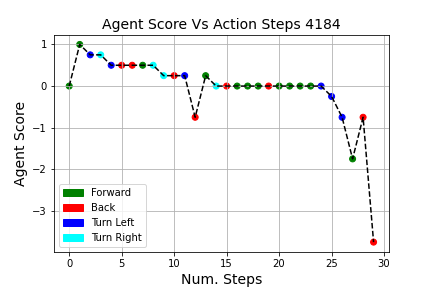 Agent Score Vs Action Steps 4184
Agent Score
1
0
−1
−2
−3
Forward
Back
Turn Left
Turn Right
0 5 10 15 20 25 30
Num. Steps